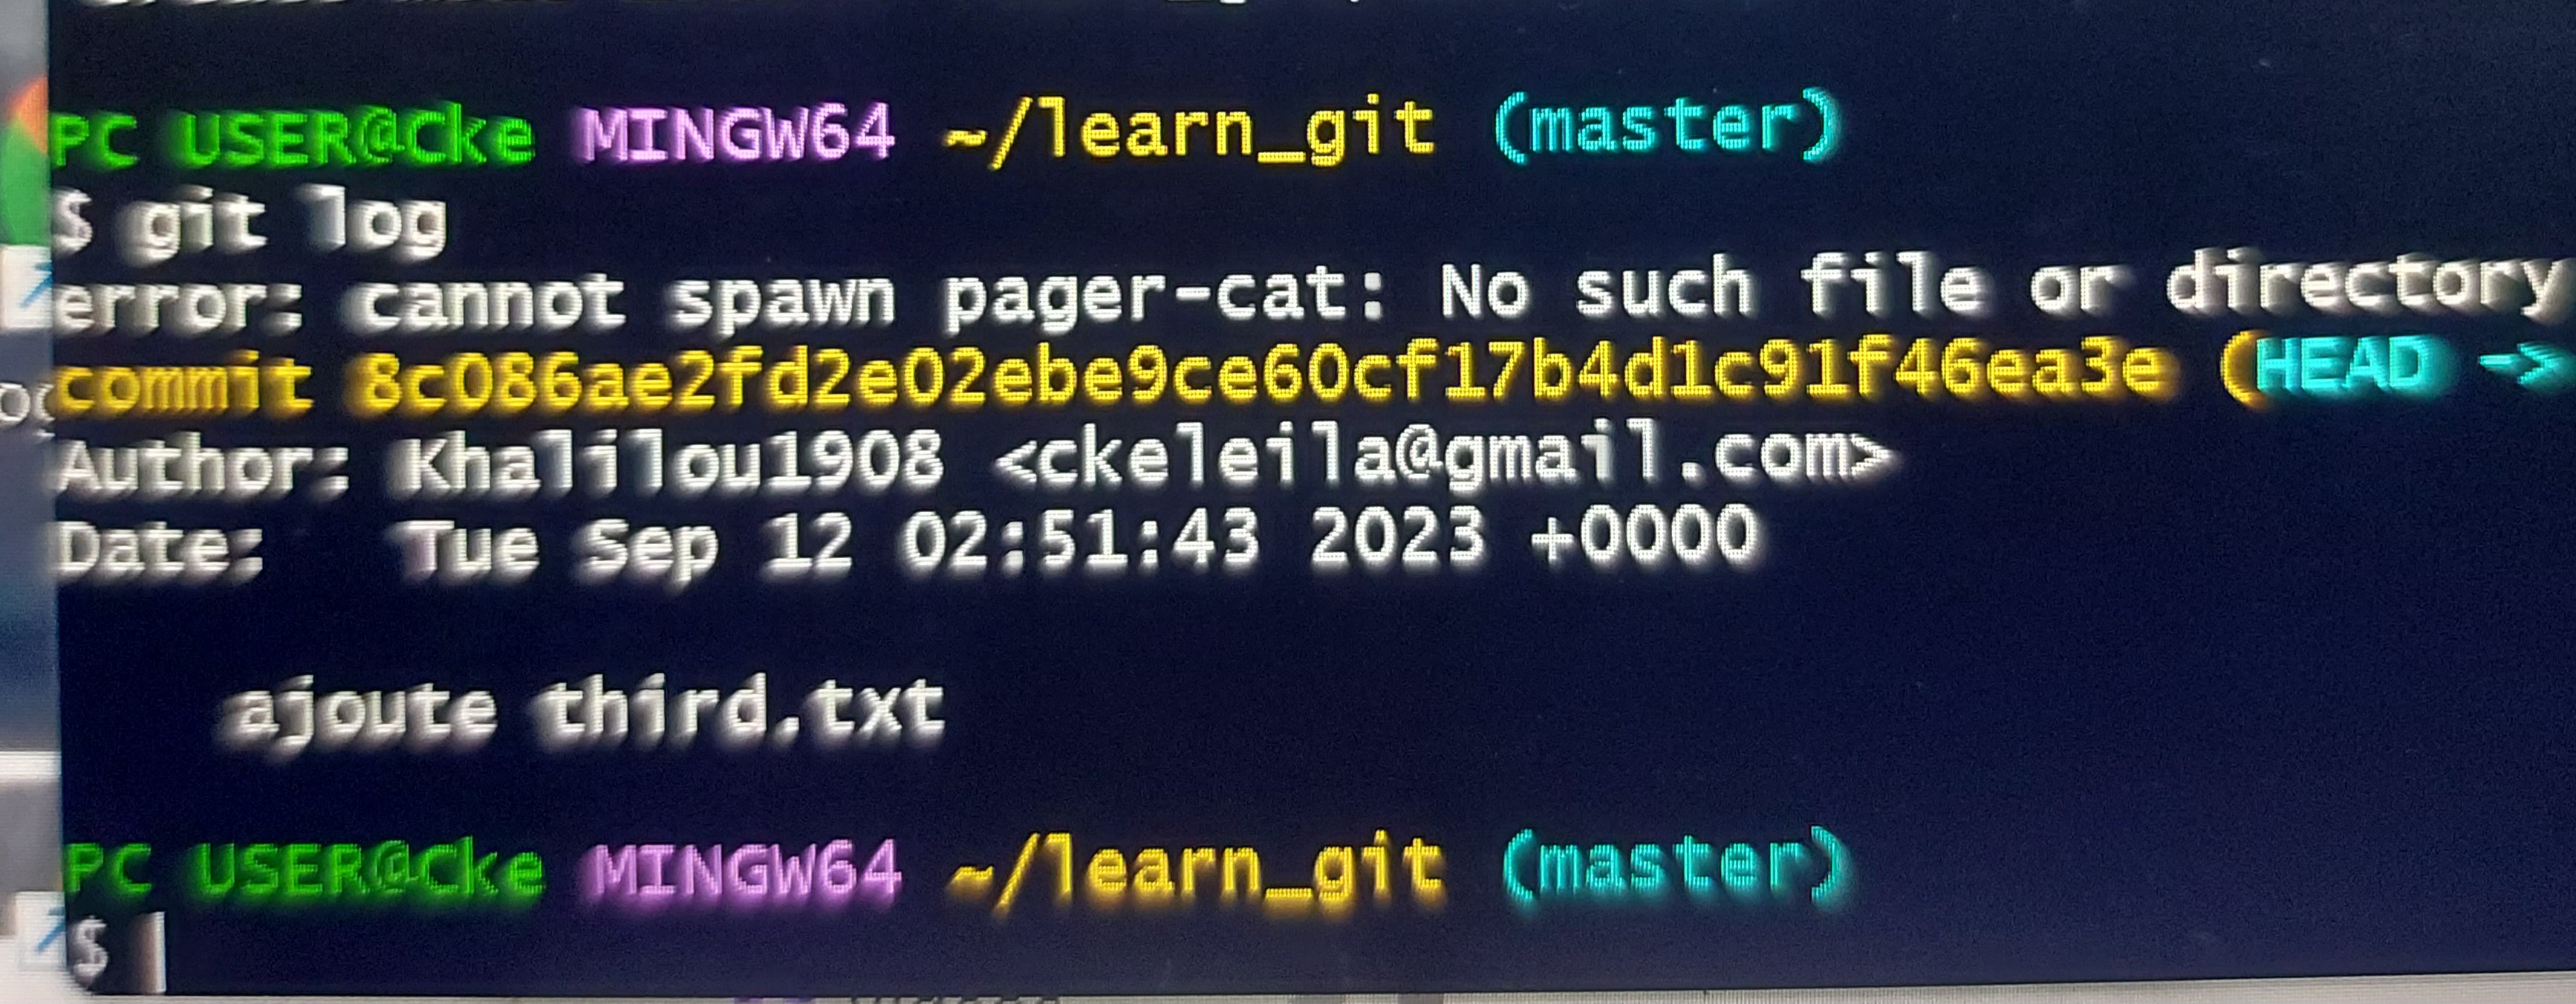 PC USER@Cke MINGW64 ~/learn_git (master)
$ git log
error: cannot spawn pager-cat: No such file or directory
commit 8c086ae2fd2e02ebe9ce60cf17b4d1c91f46ea3e (HEAD ->
Author: Khalilou1908 <ckeleila@gmail.com>
Date:   Tue Sep 12 02:51:43 2023 +0000
ajoute third.txt
PC USER@Cke MINGW64 ~/learn_git (master)
$